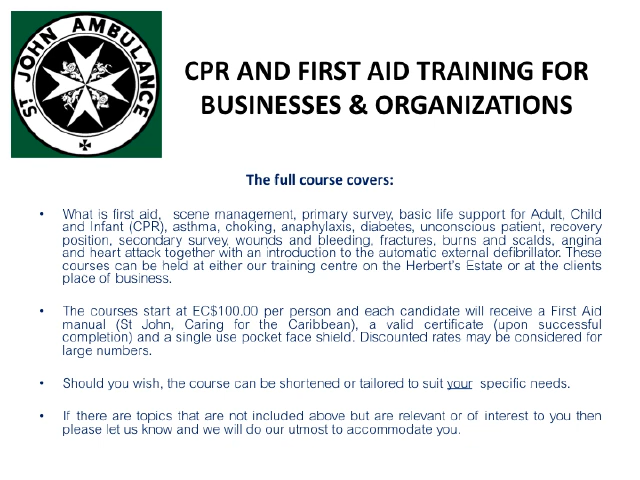 ST JOHN AMBULANCE
CPR AND FIRST AID TRAINING FOR
BUSINESSES & ORGANIZATIONS
The full course covers:
• What is first aid, scene management, primary survey, basic life support for Adult, Child
and Infant (CPR), asthma, choking, anaphylaxis, diabetes, unconscious patient, recovery
position, secondary survey, wounds and bleeding, fractures, burns and scalds, angina
and heart attack together with an introduction to the automatic external defibrillator. These
courses can be held at either our training centre on the Herbert's Estate or at the clients
place of business.
• The courses start at EC$100.00 per person and each candidate will receive a First Aid
manual (St John, Caring for the Caribbean), a valid certificate (upon successful
completion) and a single use pocket face shield. Discounted rates may be considered for
large numbers.
• Should you wish, the course can be shortened or tailored to suit your specific needs.
• If there are topics that are not included above but are relevant or of interest to you then
please let us know and we will do our utmost to accommodate you.